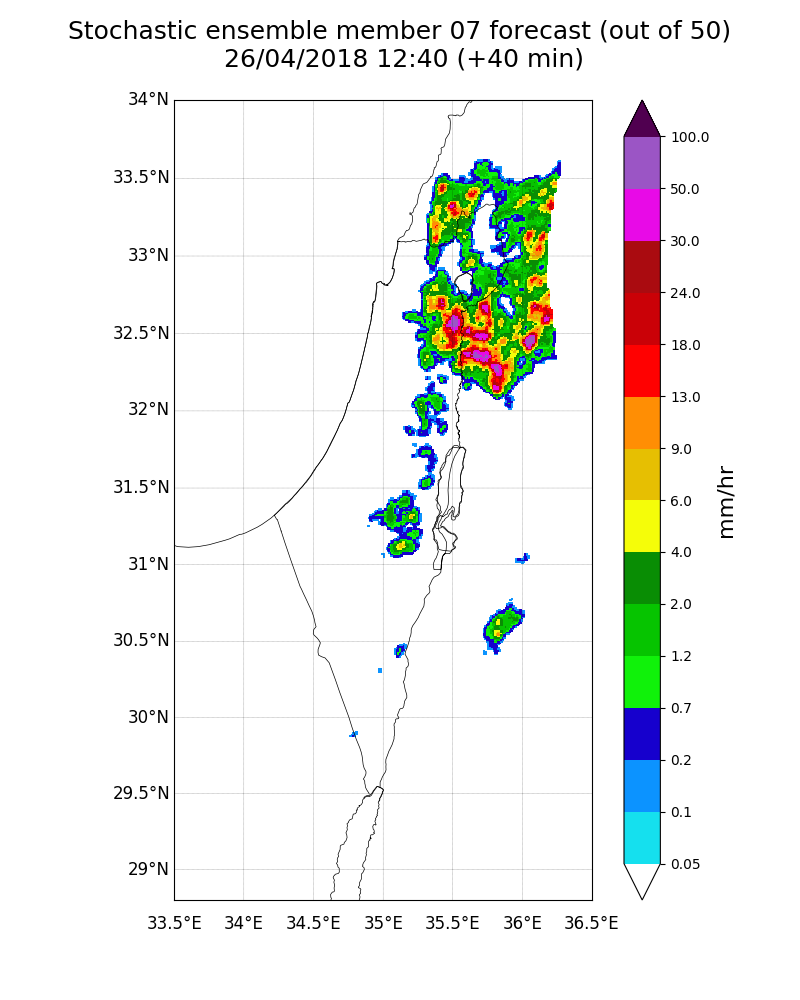 Stochastic ensemble member 07 forecast (out of 50)
26/04/2018 12:40 (+40 min)
34°N
33.5°N
33°N
32.5°N
32°N
31.5°N
31°N
30.5°N
30°N
29.5°N
29°N
33.5°E 34°E 34.5°E 35°E 35.5°E 36°E 36.5°E
100.0
50.0
30.0
24.0
18.0
13.0
9.0
6.0
4.0
2.0
1.2
0.7
0.2
0.1
0.05
mm/hr